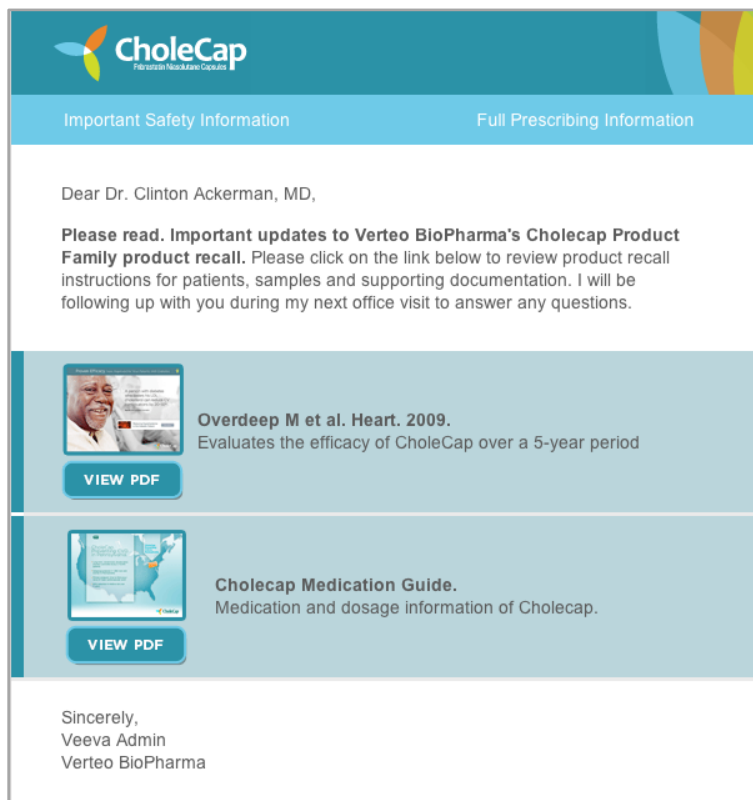 CholeCap
Important Safety Information
Full Prescribing Information
Dear Dr. Clinton Ackerman, MD,
Please read. Important updates to Verteo BioPharma's Cholecap Product
Family product recall. Please click on the link below to review product recall
instructions for patients, samples and supporting documentation. I will be
following up with you during my next office visit to answer any questions.
Overdeep M et al. Heart. 2009.
Evaluates the efficacy of CholeCap over a 5-year period
VIEW PDF
Cholecap Medication Guide.
Medication and dosage information of Cholecap.
CholeCap
VIEW PDF
Sincerely,
Veeva Admin
Verteo BioPharma